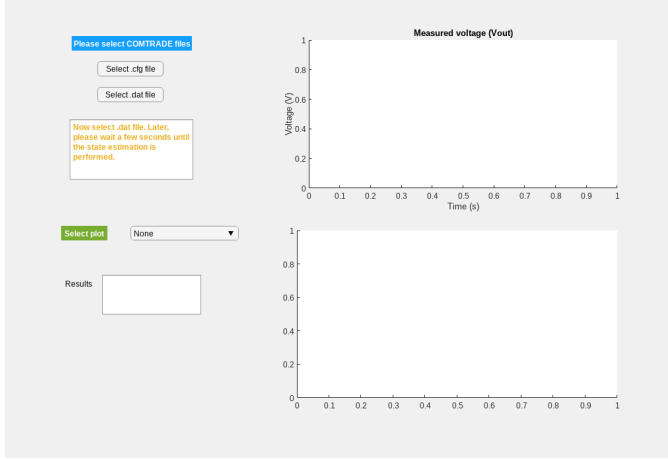 Please select COMTRADE files
Select .cfg file
Select .dat file
Now select .dat file. Later,
please wait a few seconds until
the state estimation is
performed.
Select plot
None
Results
Measured voltage (Vout)
1
0.8
0.6
0.4
0.2
0
Voltage (V)
0 0.1 0.2 0.3 0.4 0.5 0.6 0.7 0.8 0.9 1
Time (s)
1
0.8
0.6
0.4
0.2
0
0 0.1 0.2 0.3 0.4 0.5 0.6 0.7 0.8 0.9 1